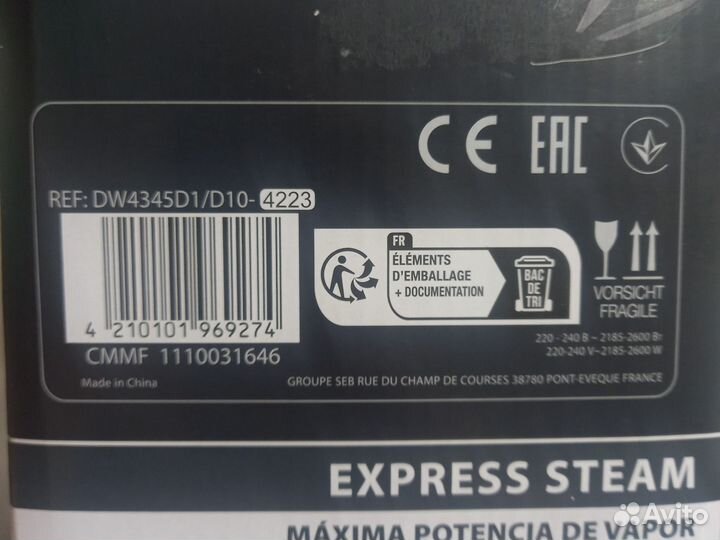 CE EAC
REF: DW4345D1/D10- 4223
FR
ÉLÉMENTS
D'EMBALLAGE
+ DOCUMENTATION
BAC
DE
TRI
VORSICHT
FRAGILE
4 210101 969274
220 - 240 В ~ 2185-2600 Вт
220-240 V~2185-2600 W
CMMF 1110031646
Made in China
GROUPE SEB RUE DU CHAMP DE COURSES 38780 PONT-EVEQUE FRANCE
EXPRESS STEAM
MÁXIMA POTENCIA DE VAPOR
Avito